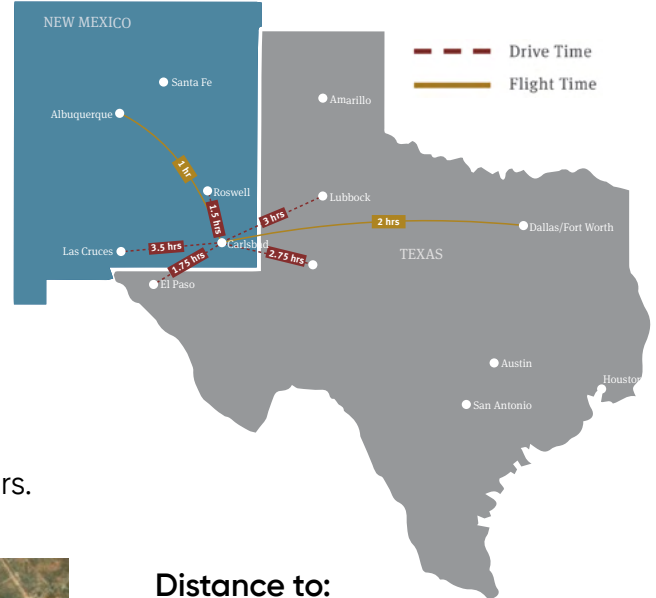 NEW MEXICO
Drive Time
Flight Time
Santa Fe
Amarillo
Albuquerque
1 hr
Roswell
Lubbock
1.5 hrs
3 hrs
2 hrs
Dallas/Fort Worth
Las Cruces
3.5 hrs
Carlsbad
TEXAS
1.75 hrs
2.75 hrs
El Paso
Austin
Houston
San Antonio
rs.
Distance to: